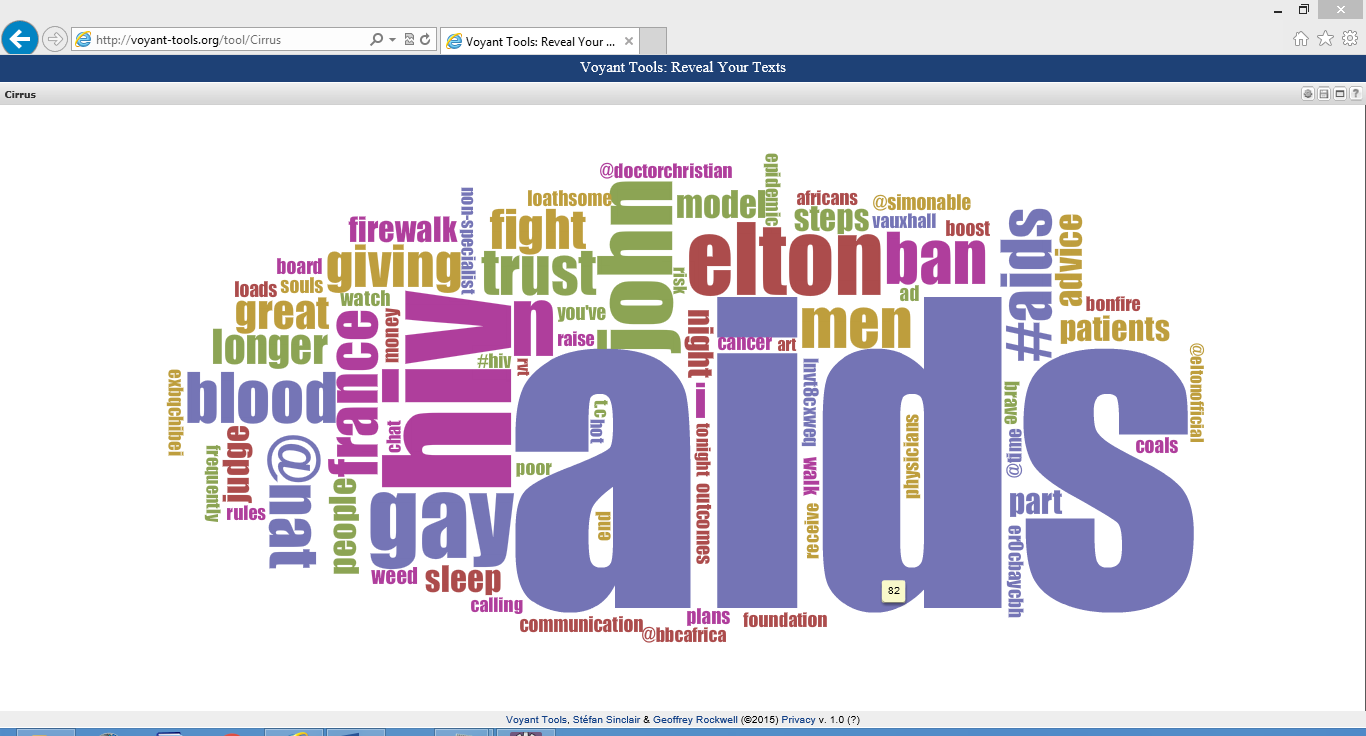 http://voyant-tools.org/tool/Cirrus
Voyant Tools: Reveal Your ...
Voyant Tools: Reveal Your Texts
Cirrus
@doctorchristian
epidemic
non-specialist
loathsome
model
africans
@simonable
firewalk
fight
john
steps
vauxhall
boost
#aids
advice
board
giving
trust
elton
ban
loads
souls
watch
risk
ad
bonfire
great
hiv
n
you've
men
patients
longer
france
money
raise
night
cancer
art
#hiv
rvt
aids
@eltonofficial
exbqchibei
blood
t.c
hot
i
lnvt8cxweq
brave
judge
chat
tonight
physicians
@eune
coals
frequently
@nat
poor
walk
rules
people
gay
pue
outcomes
receive
part
er0cbaycbh
weed
sleep
82
calling
plans
foundation
communication
@bbcafrica
Voyant Tools, Stéfan Sinclair & Geoffrey Rockwell (©2015) Privacy v. 1.0 (?)